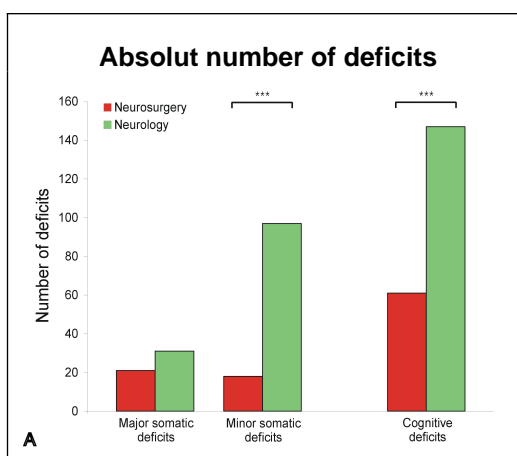 Absolut number of deficits
*** ***
160
Neurosurgery
Neurology
140
120
100
80
60
40
20
0
Number of deficits
Major somatic deficits
Minor somatic deficits
Cognitive deficits
A